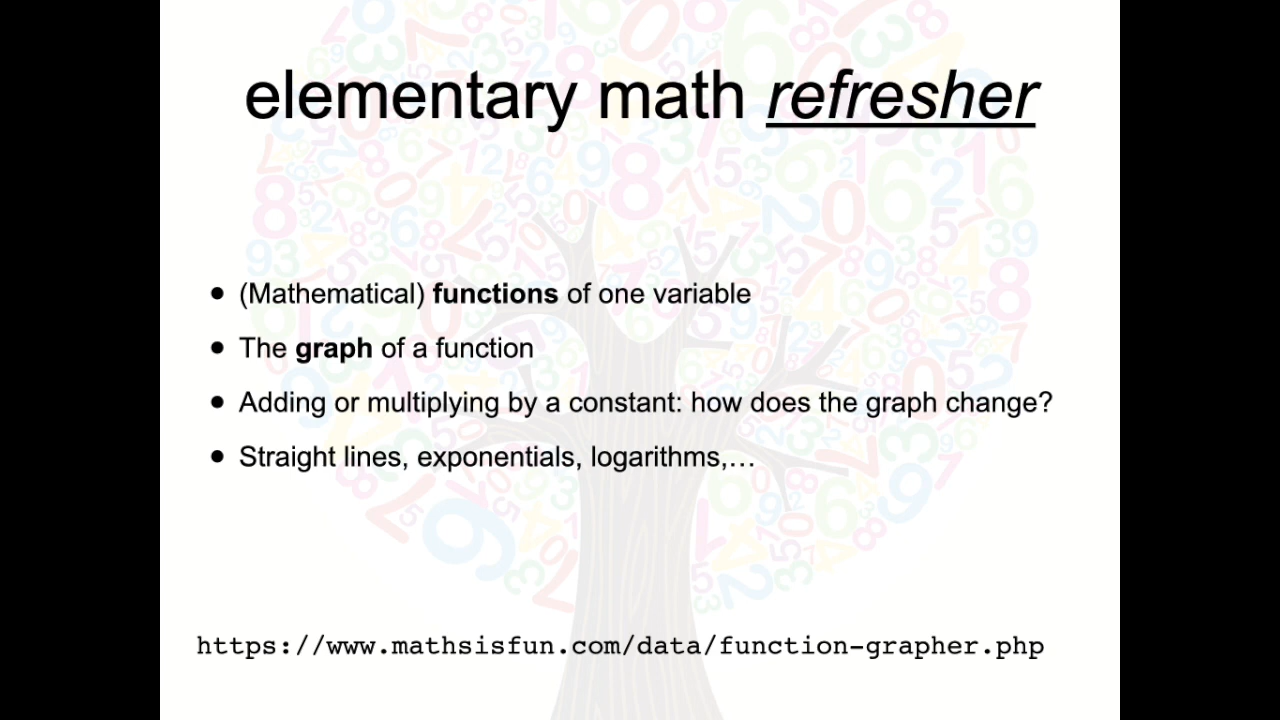 elementary math refresher
• (Mathematical) functions of one variable
• The graph of a function
• Adding or multiplying by a constant: how does the graph change?
• Straight lines, exponentials, logarithms,…
https://www.mathsisfun.com/data/function-grapher.php